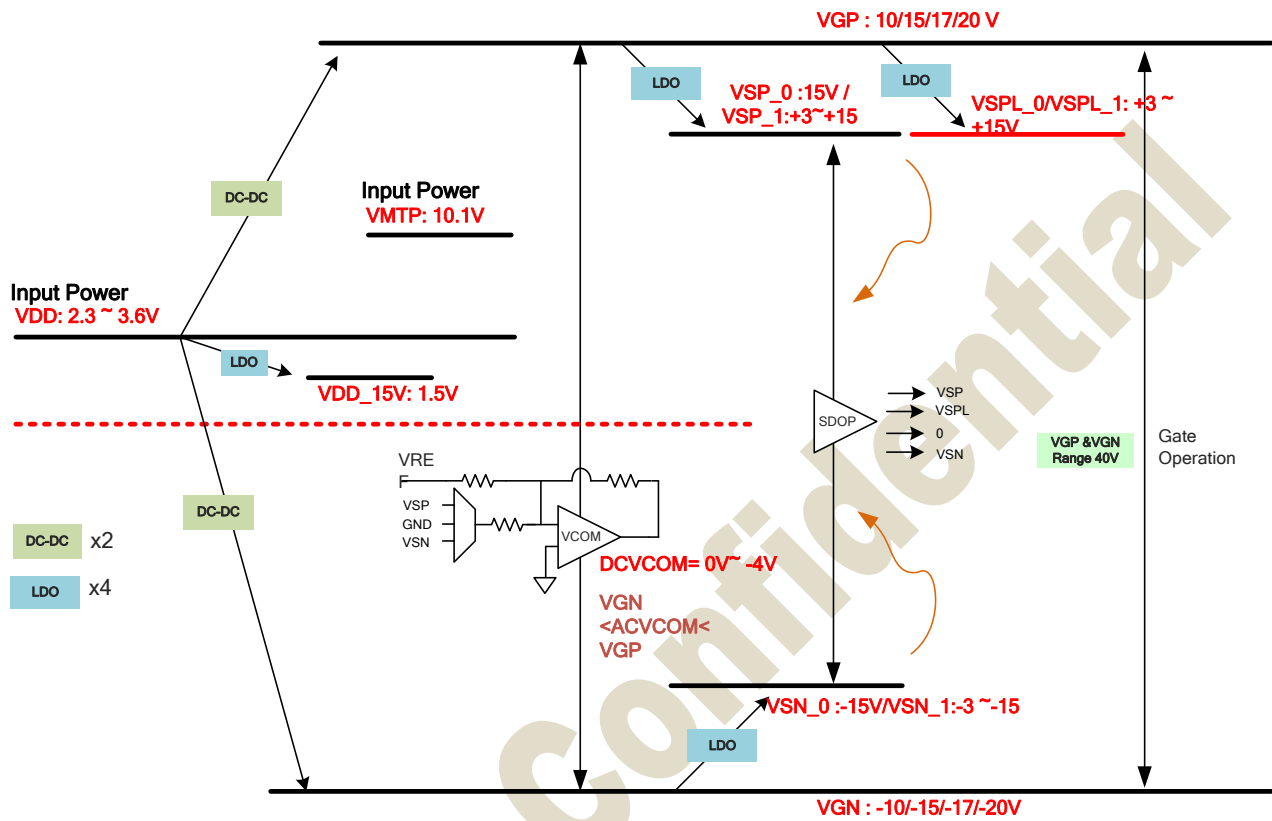 VGP : 10/15/17/20 V
LDO
LDO
VSP_0 :15V /
VSP_1:+3~+15
VSPL_0/VSPL_1: +3 ~
+15V
DC-DC
Input Power
VMTP: 10.1V
Input Power
VDD: 2.3 ~ 3.6V
LDO
VDD_15V: 1.5V
SDOP
VSP
VSPL
0
VSN
VGP &VGN
Range 40V
Gate
Operation
VRE
F
VSP
GND
VSN
VCOM
DC-DC
DC-DC x2
LDO x4
DCVCOM= 0V~ -4V
VGN
<ACVCOM<
VGP
VSN_0 :-15V/VSN_1:-3 ~-15
LDO
VGN : -10/-15/-17/-20V
Confidential